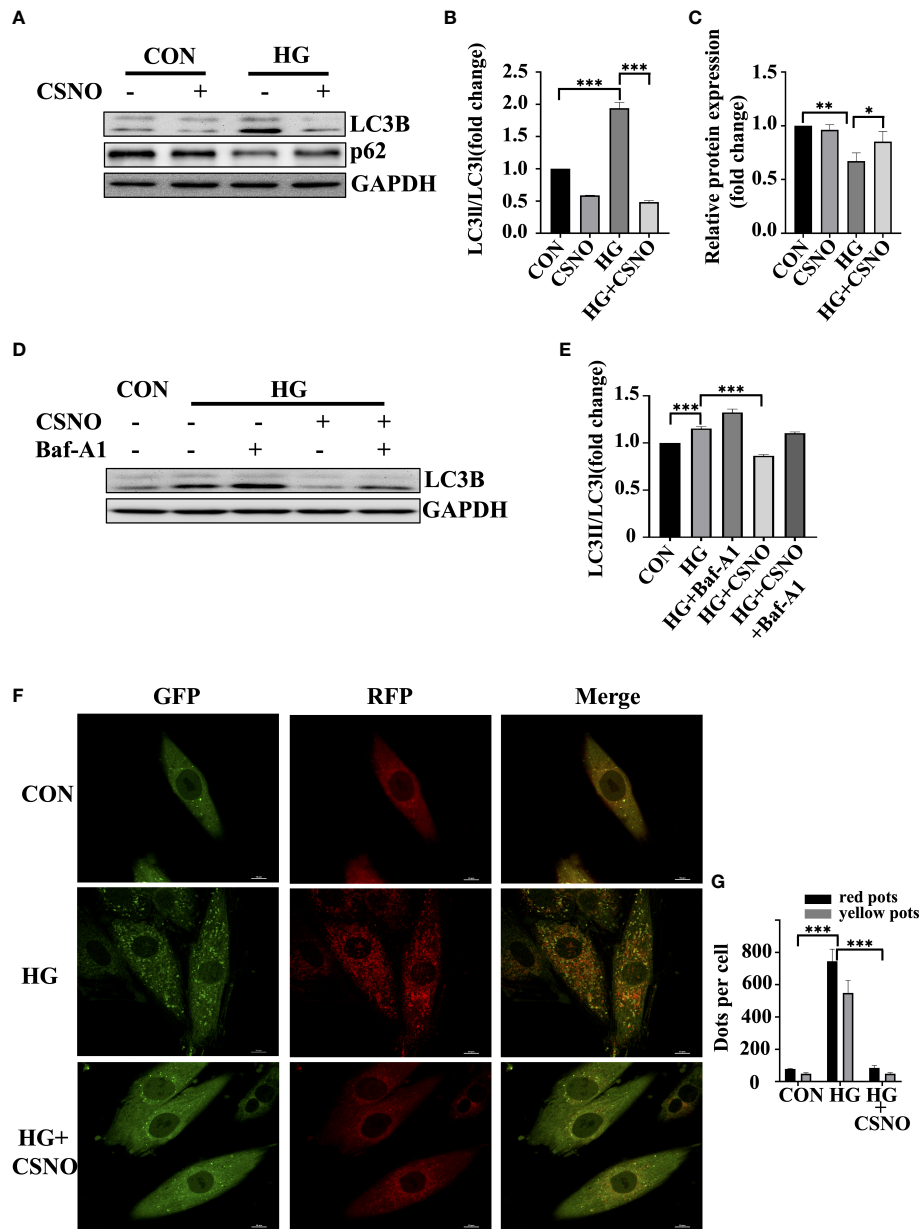 A
CON HG
CSNO - + - +
LC3B
p62
GAPDH
B
LC3II/LC3I(fold change)
2.5
2.0
1.5
1.0
0.5
0.0
*** ***
CON CSNO HG HG+CSNO
C
Relative protein expression
(fold change)
1.5
1.0
0.5
0.0
** *
CON CSNO HG HG+CSNO
D
CON HG
CSNO - - - + +
Baf-A1 - - + - +
LC3B
GAPDH
E
LC3II/LC3I(fold change)
1.5
1.0
0.5
0
*** ***
CON HG HG+Baf-A1 HG+CSNO HG+CSNO
+Baf-A1
F
GFP RFP Merge
CON
HG
HG+
CSNO
G
red pots
yellow pots
Dots per cell
800
600
400
200
0
*** ***
CON HG HG
+
CSNO